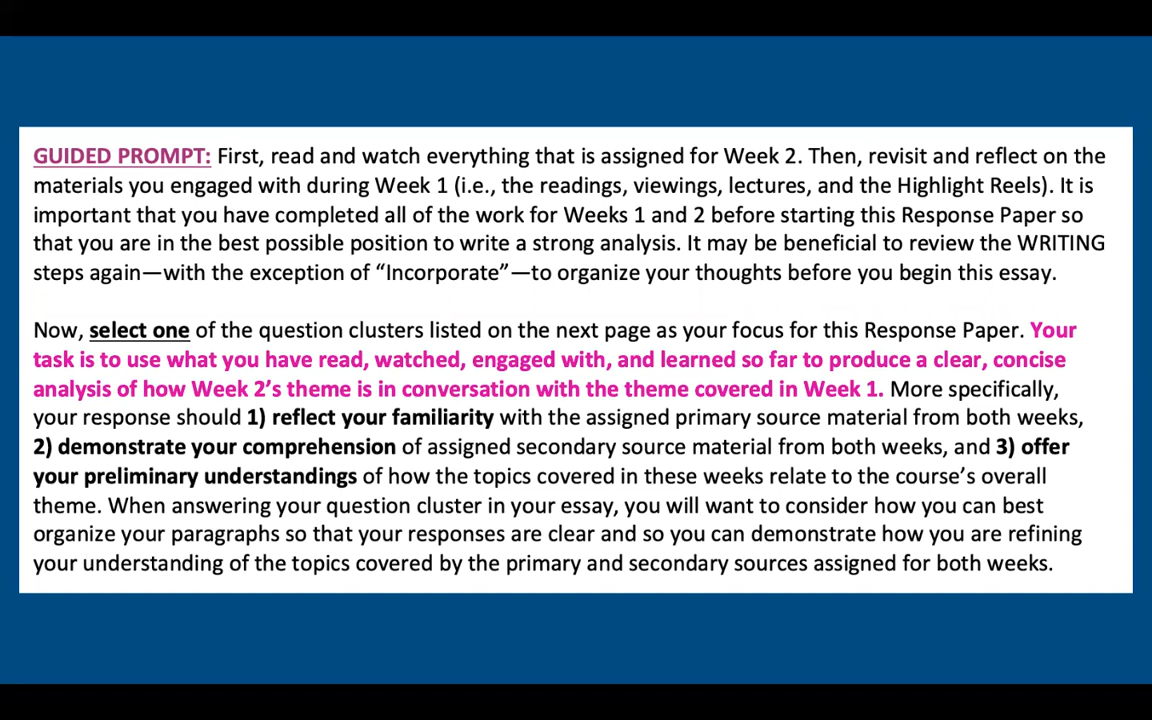 GUIDED PROMPT: First, read and watch everything that is assigned for Week 2. Then, revisit and reflect on the
materials you engaged with during Week 1 (i.e., the readings, viewings, lectures, and the Highlight Reels). It is
important that you have completed all of the work for Weeks 1 and 2 before starting this Response Paper so
that you are in the best possible position to write a strong analysis. It may be beneficial to review the WRITING
steps again—with the exception of “Incorporate”—to organize your thoughts before you begin this essay.
Now, select one of the question clusters listed on the next page as your focus for this Response Paper. Your
task is to use what you have read, watched, engaged with, and learned so far to produce a clear, concise
analysis of how Week 2’s theme is in conversation with the theme covered in Week 1. More specifically,
your response should 1) reflect your familiarity with the assigned primary source material from both weeks,
2) demonstrate your comprehension of assigned secondary source material from both weeks, and 3) offer
your preliminary understandings of how the topics covered in these weeks relate to the course’s overall
theme. When answering your question cluster in your essay, you will want to consider how you can best
organize your paragraphs so that your responses are clear and so you can demonstrate how you are refining
your understanding of the topics covered by the primary and secondary sources assigned for both weeks.